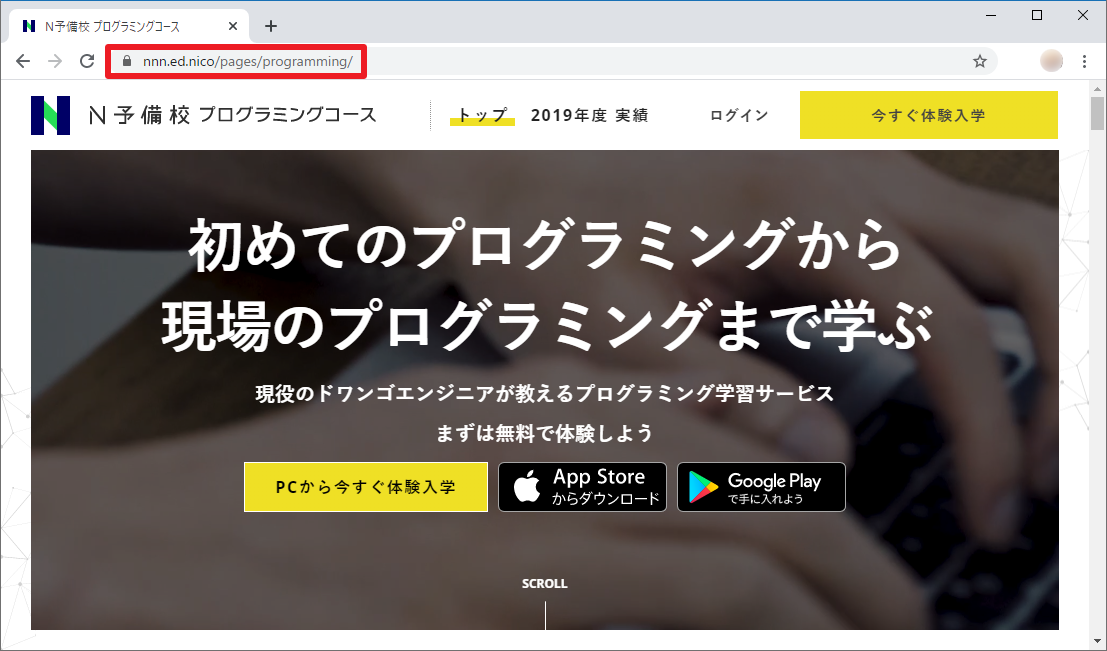 N予備校 プログラミングコース
nnn.ed.nico/pages/programming/
N予備校 プログラミングコース
トップ
2019年度 実績
ログイン
今すぐ体験入学
初めてのプログラミングから
現場のプログラミングまで学ぶ
現役のドワンゴエンジニアが教えるプログラミング学習サービス
まずは無料で体験しよう
PCから今すぐ体験入学
App Store
からダウンロード
Google Play
で手に入れよう
SCROLL